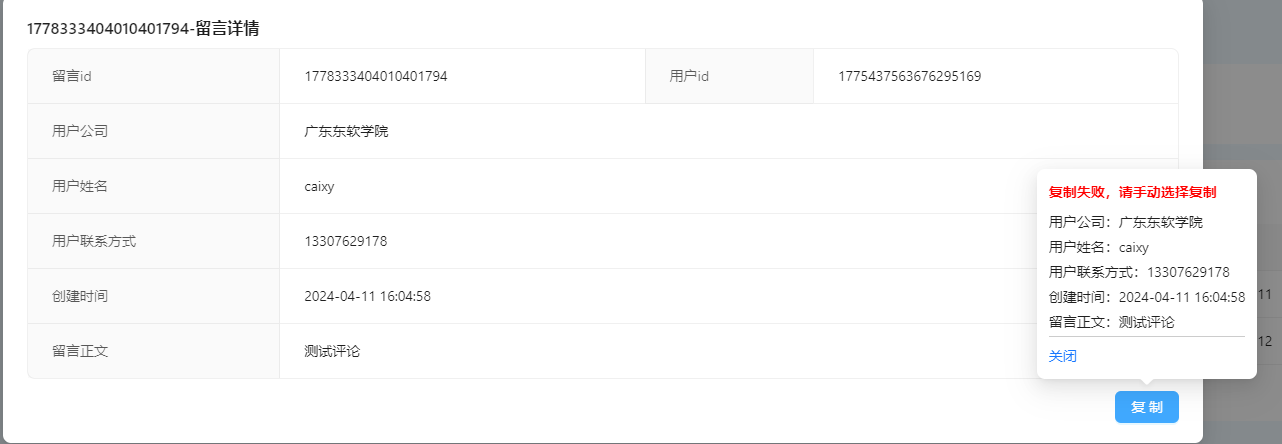 1778333404010401794-留言详情
留言id 1778333404010401794 用户id 1775437563676295169
用户公司 广东东软学院
用户姓名 caixy
用户联系方式 13307629178
创建时间 2024-04-11 16:04:58
留言正文 测试评论
复制失败，请手动选择复制
用户公司：广东东软学院
用户姓名：caixy
用户联系方式：13307629178
创建时间：2024-04-11 16:04:58
留言正文：测试评论
关闭
复 制
11
12